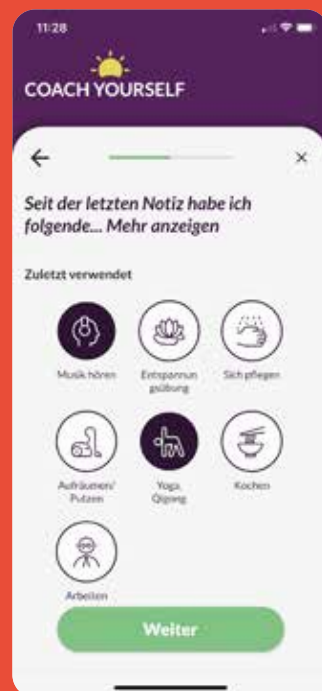 11:28
COACH YOURSELF
Seit der letzten Notiz habe ich
folgende... Mehr anzeigen
Zuletzt verwendet
Musik hören
Entspannun
gsübung
Sich pflegen
Aufräumen/
Putzen
Yoga,
Qigong
Kochen
Arbeiten
Weiter